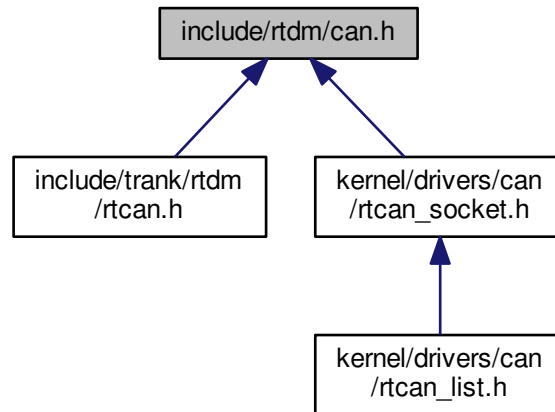 include/rtdm/can.h
include/trank/rtdm
/rtcan.h
kernel/drivers/can
/rtcan_socket.h
kernel/drivers/can
/rtcan_list.h